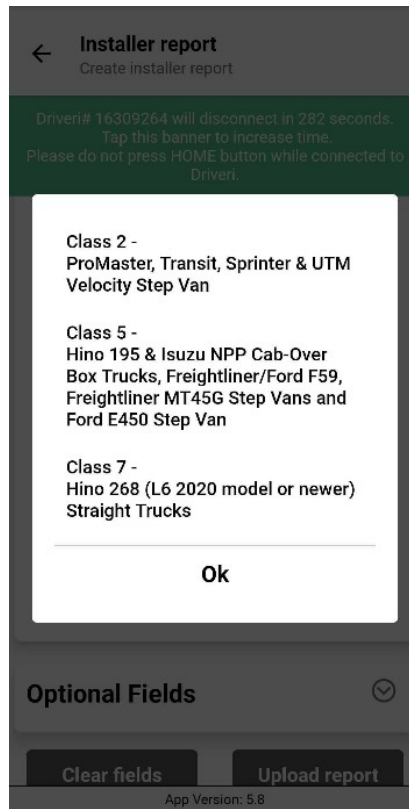 Installer report
Create installer report
Driveri# 16309264 will disconnect in 282 seconds.
Tap this banner to increase time.
Please do not press HOME button while connected to
Driveri.
Class 2 -
ProMaster, Transit, Sprinter & UTM
Velocity Step Van
Class 5 -
Hino 195 & Isuzu NPP Cab-Over
Box Trucks, Freightliner/Ford F59,
Freightliner MT45G Step Vans and
Ford E450 Step Van
Class 7 -
Hino 268 (L6 2020 model or newer)
Straight Trucks
Ok
Optional Fields
Clear fields Upload report
App Version: 5.8